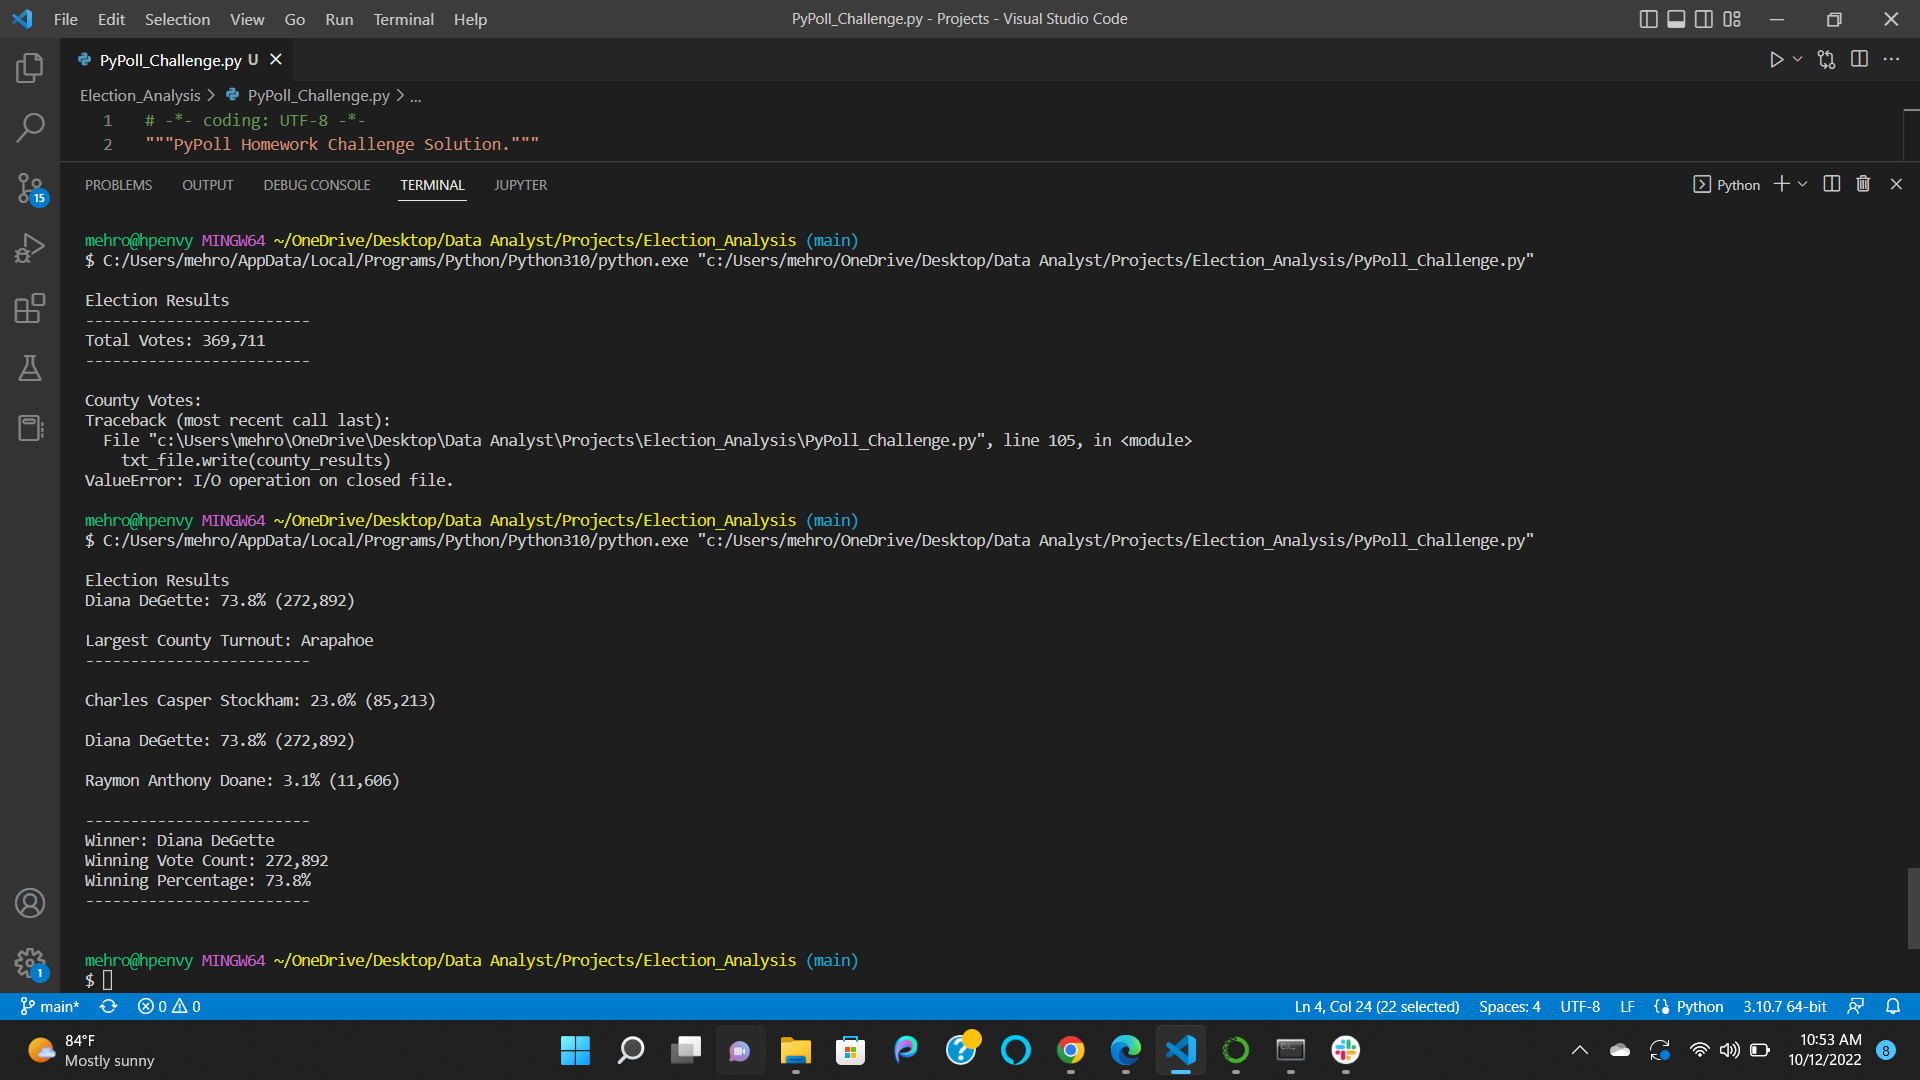 File Edit Selection View Go Run Terminal Help
PyPoll_Challenge.py - Projects - Visual Studio Code
PyPoll_Challenge.py U
Election_Analysis > PyPoll_Challenge.py > ...
1 # -*- coding: UTF-8 -*-
2 """PyPoll Homework Challenge Solution."""
PROBLEMS OUTPUT DEBUG CONSOLE TERMINAL JUPYTER
Python
15
mehro@hpenvy MINGW64 ~/OneDrive/Desktop/Data Analyst/Projects/Election_Analysis (main)
$ C:/Users/mehro/AppData/Local/Programs/Python/Python310/python.exe "c:/Users/mehro/OneDrive/Desktop/Data Analyst/Projects/Election_Analysis/PyPoll_Challenge.py"
Election Results
-------------------------
Total Votes: 369,711
-------------------------
County Votes:
Traceback (most recent call last):
File "c:\Users\mehro\OneDrive\Desktop\Data Analyst\Projects\Election_Analysis\PyPoll_Challenge.py", line 105, in <module>
txt_file.write(county_results)
ValueError: I/O operation on closed file.
mehro@hpenvy MINGW64 ~/OneDrive/Desktop/Data Analyst/Projects/Election_Analysis (main)
$ C:/Users/mehro/AppData/Local/Programs/Python/Python310/python.exe "c:/Users/mehro/OneDrive/Desktop/Data Analyst/Projects/Election_Analysis/PyPoll_Challenge.py"
Election Results
Diana DeGette: 73.8% (272,892)
Largest County Turnout: Arapahoe
-------------------------
Charles Casper Stockham: 23.0% (85,213)
Diana DeGette: 73.8% (272,892)
Raymon Anthony Doane: 3.1% (11,606)
-------------------------
Winner: Diana DeGette
Winning Vote Count: 272,892
Winning Percentage: 73.8%
-------------------------
mehro@hpenvy MINGW64 ~/OneDrive/Desktop/Data Analyst/Projects/Election_Analysis (main)
$
1
main* 0 0
Ln 4, Col 24 (22 selected) Spaces: 4 UTF-8 LF Python 3.10.7 64-bit
84°F
Mostly sunny
10:53 AM
10/12/2022
8